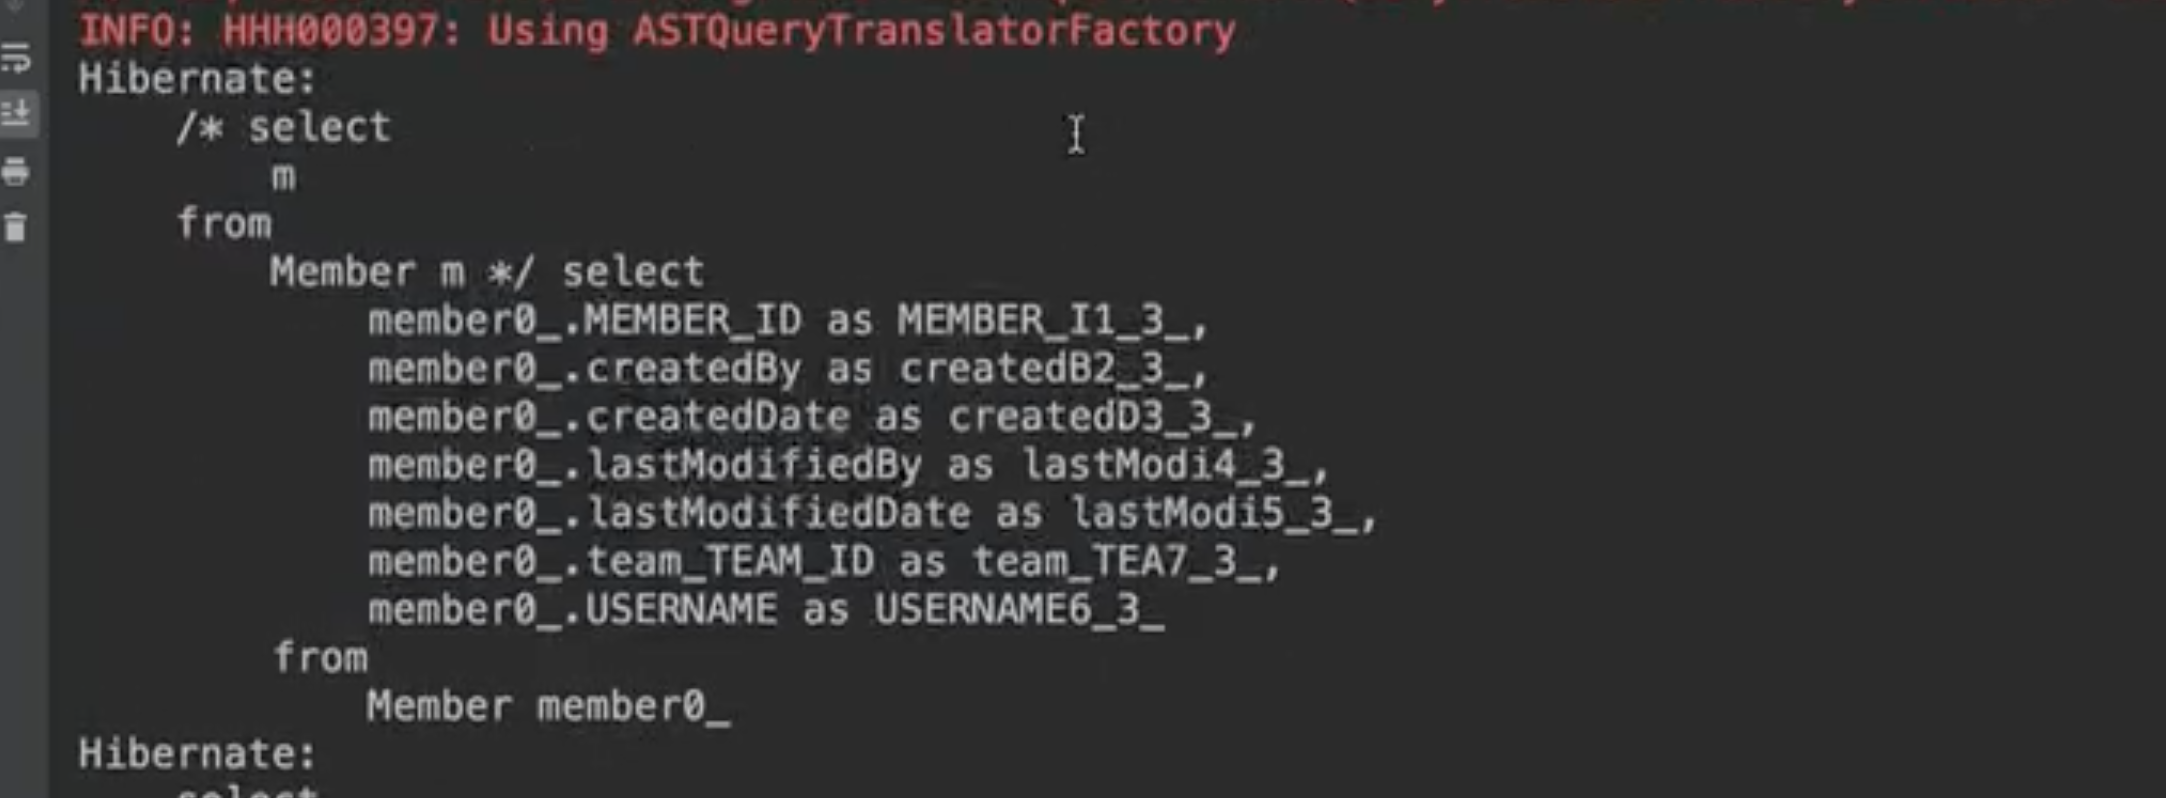 INFO: HHH000397: Using ASTQueryTranslatorFactory
Hibernate:
/* select
m
from
Member m */ select
member0_.MEMBER_ID as MEMBER_I1_3_,
member0_.createdBy as createdB2_3_,
member0_.createdDate as createdD3_3_,
member0_.lastModifiedBy as lastModi4_3_,
member0_.lastModifiedDate as lastModi5_3_,
member0_.team_TEAM_ID as team_TEA7_3_,
member0_.USERNAME as USERNAME6_3_
from
Member member0_
Hibernate:
select